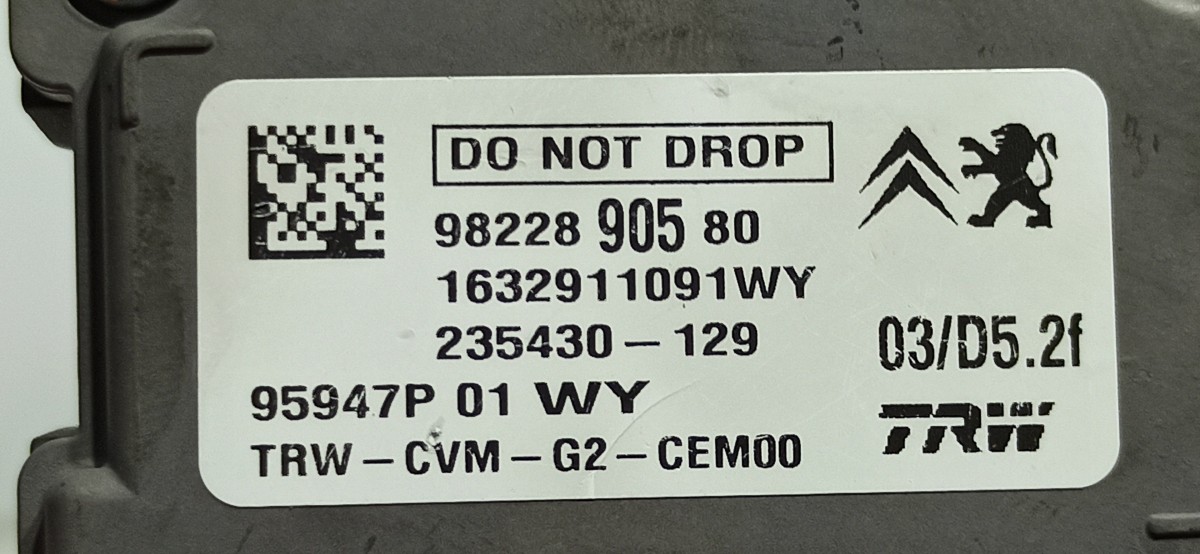 DO NOT DROP
98228 905 80
1632911091WY
235430-129
03/D5.2f
95947P 01 WY
TRW-CVM-G2-CEM00
TRW